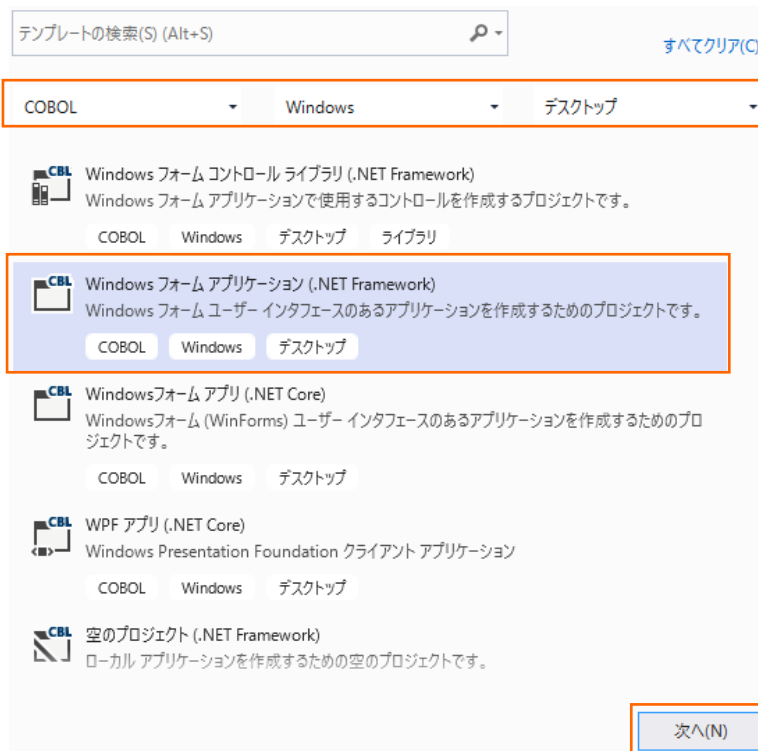 テンプレートの検索(S) (Alt+S)
すべてクリア(C)
COBOL Windows デスクトップ
CBL Windows フォーム コントロール ライブラリ (.NET Framework)
Windows フォーム アプリケーションで使用するコントロールを作成するプロジェクトです。
COBOL Windows デスクトップ ライブラリ
CBL Windows フォーム アプリケーション (.NET Framework)
Windows フォーム ユーザー インタフェースのあるアプリケーションを作成するためのプロジェクトです。
COBOL Windows デスクトップ
CBL Windowsフォーム アプリ (.NET Core)
Windowsフォーム (WinForms) ユーザー インタフェースのあるアプリケーションを作成するためのプロ
ジェクトです。
COBOL Windows デスクトップ
CBL WPF アプリ (.NET Core)
Windows Presentation Foundation クライアント アプリケーション
COBOL Windows デスクトップ
CBL 空のプロジェクト (.NET Framework)
ローカル アプリケーションを作成するための空のプロジェクトです。
次へ(N)